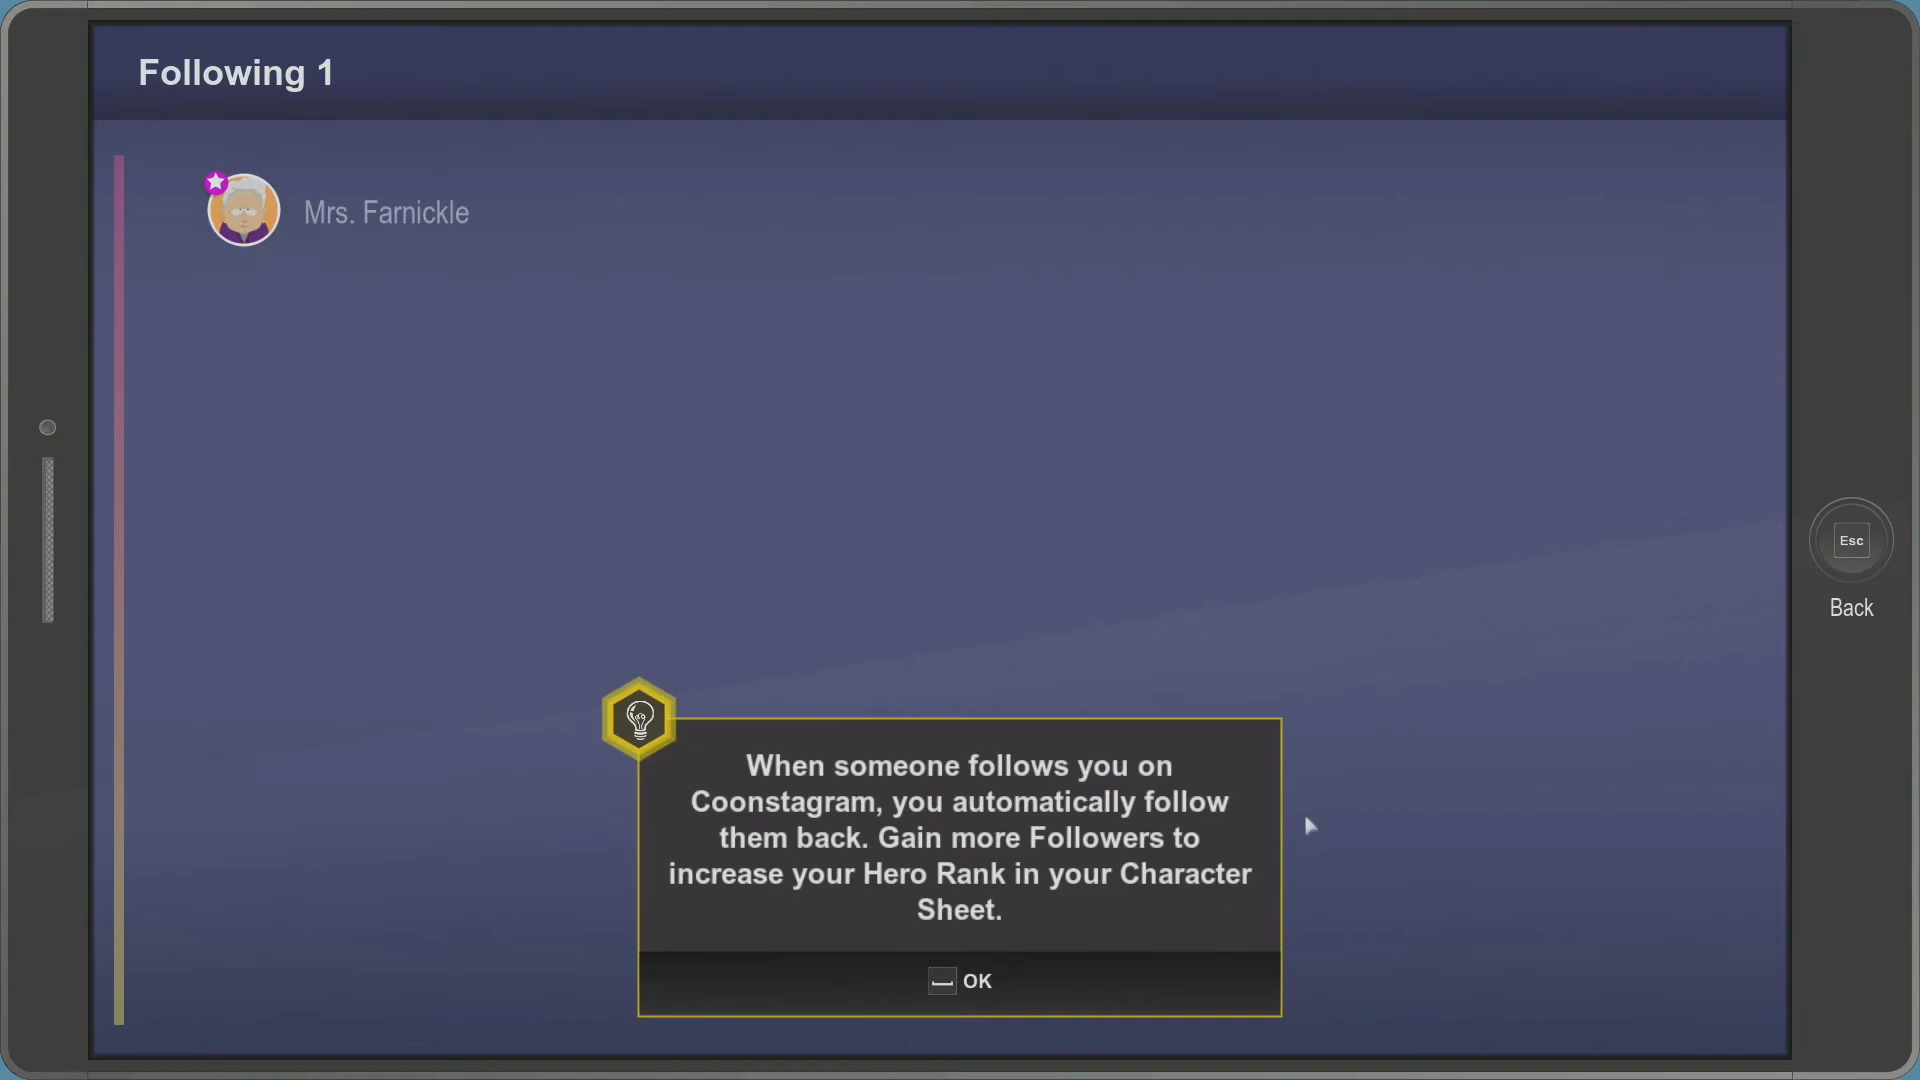 Following 1
Mrs. Farnickle
Esc
Back
When someone follows you on
Coonstagram, you automatically follow
them back. Gain more Followers to
increase your Hero Rank in your Character
Sheet.
OK